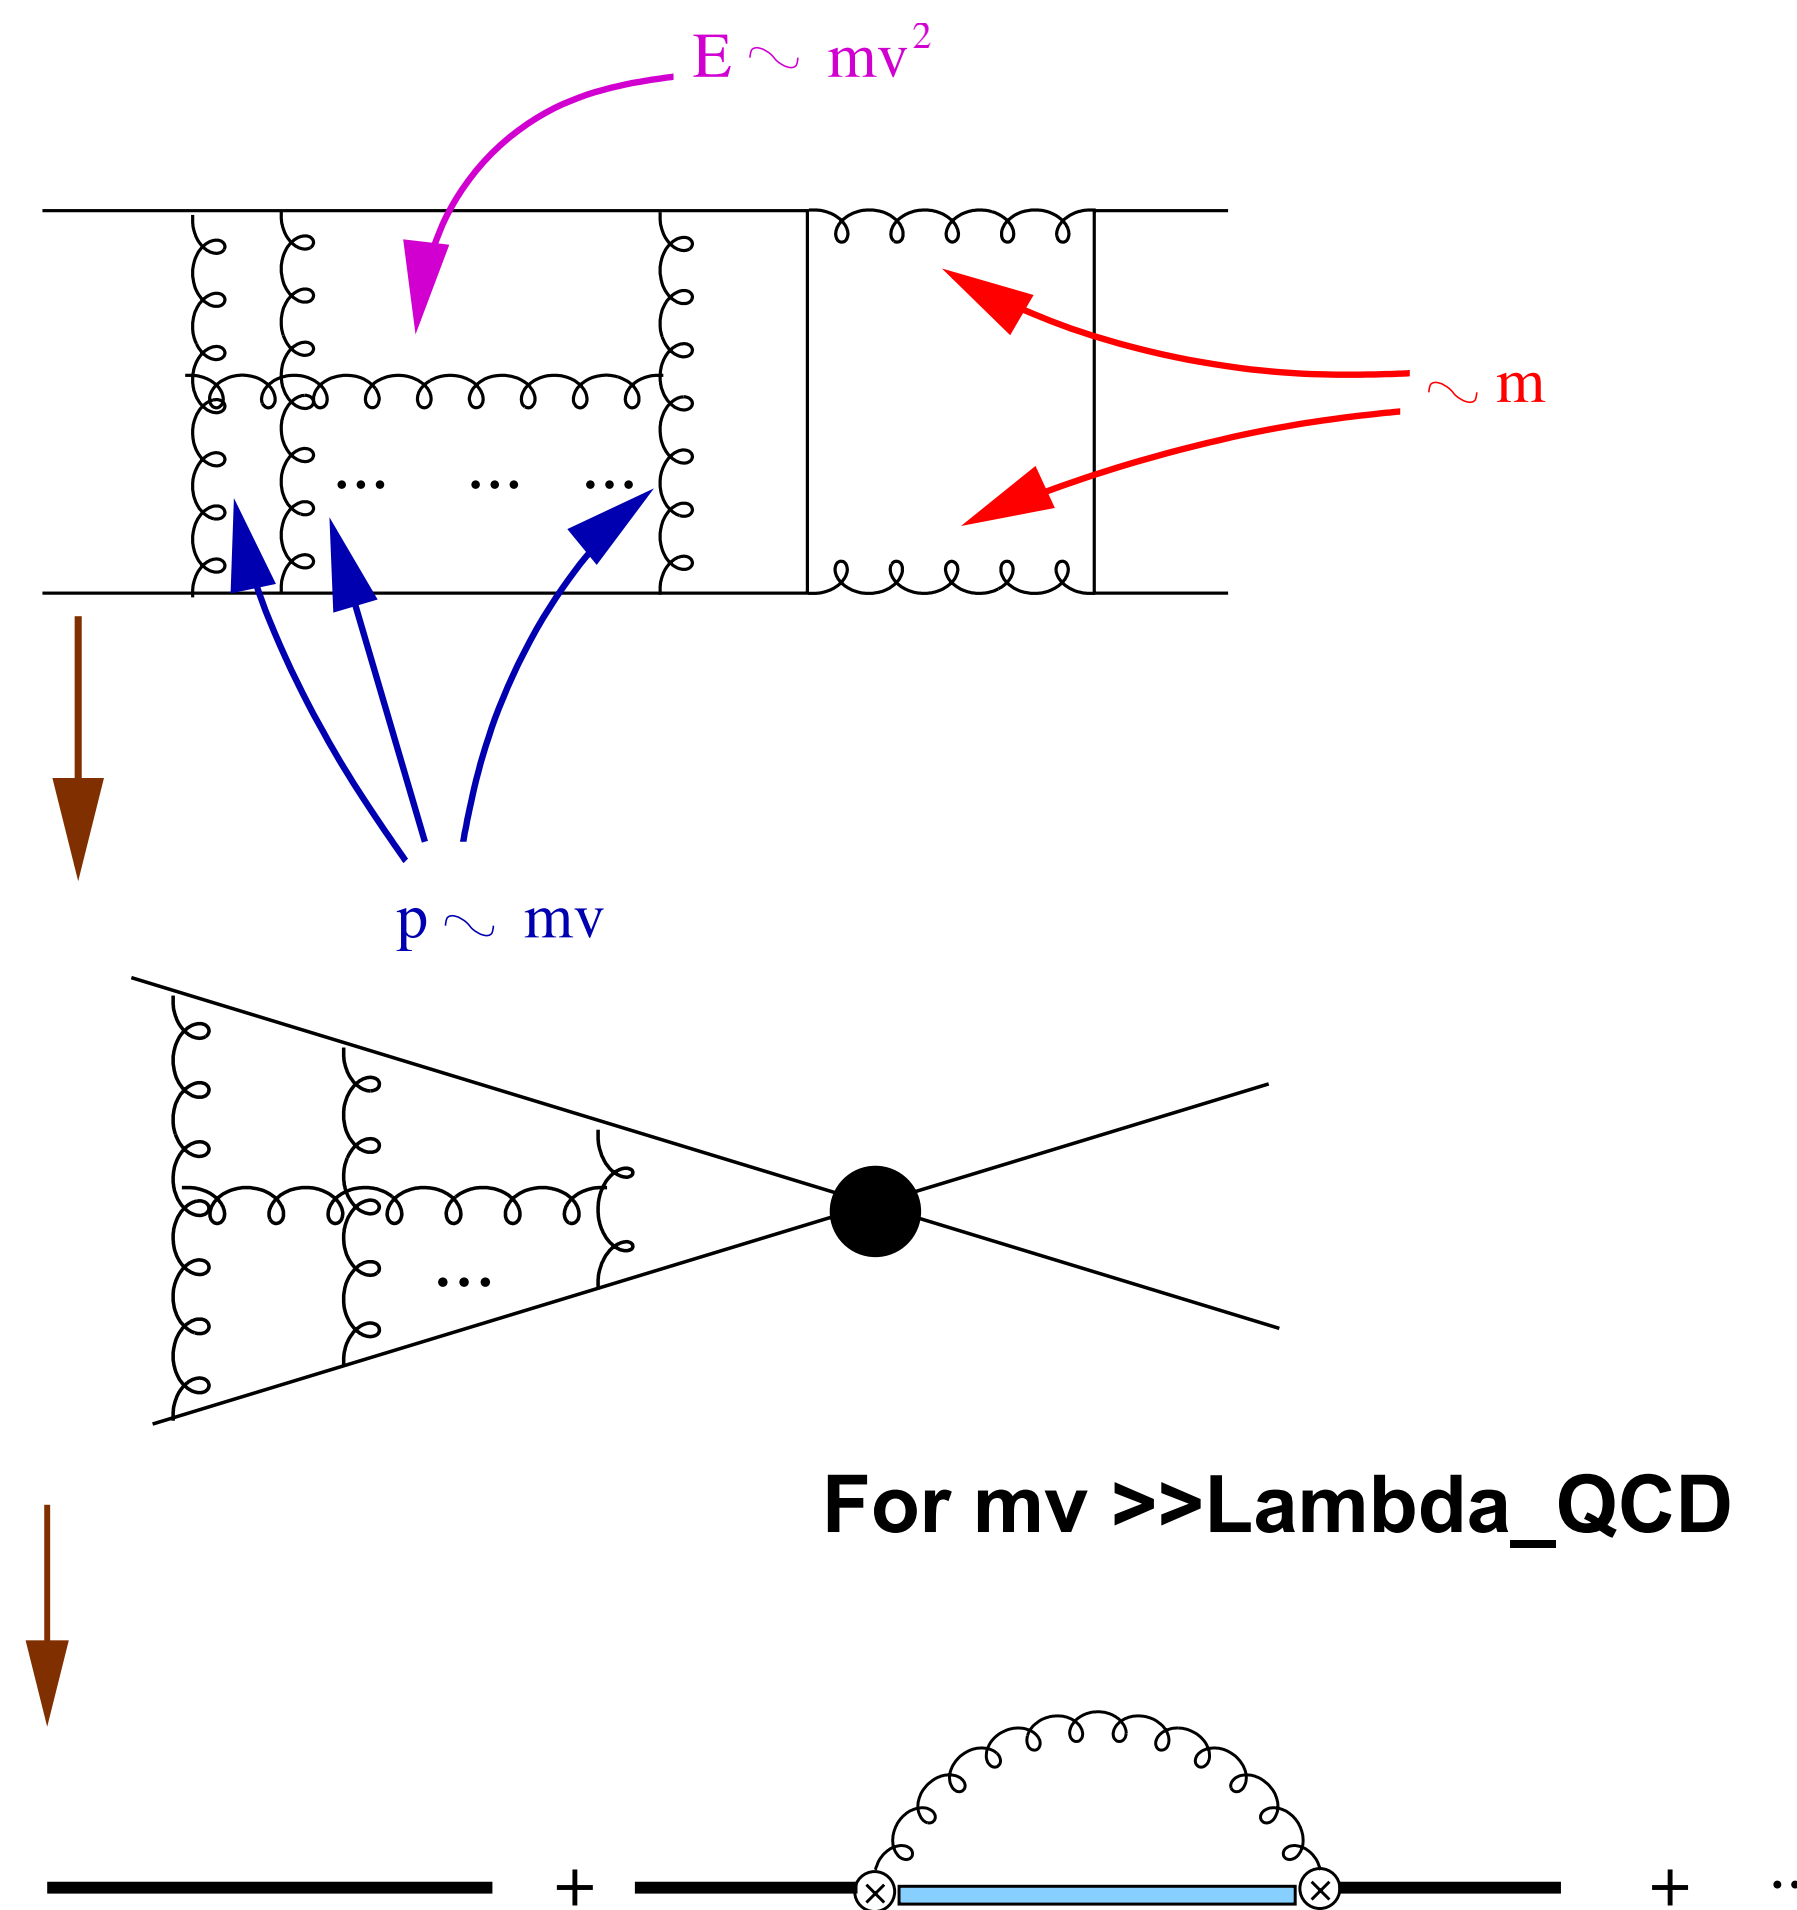 E ∼ mv²
...
...
...
∼ m
p ∼ mv
...
For mv >>Lambda_QCD
+
+
..